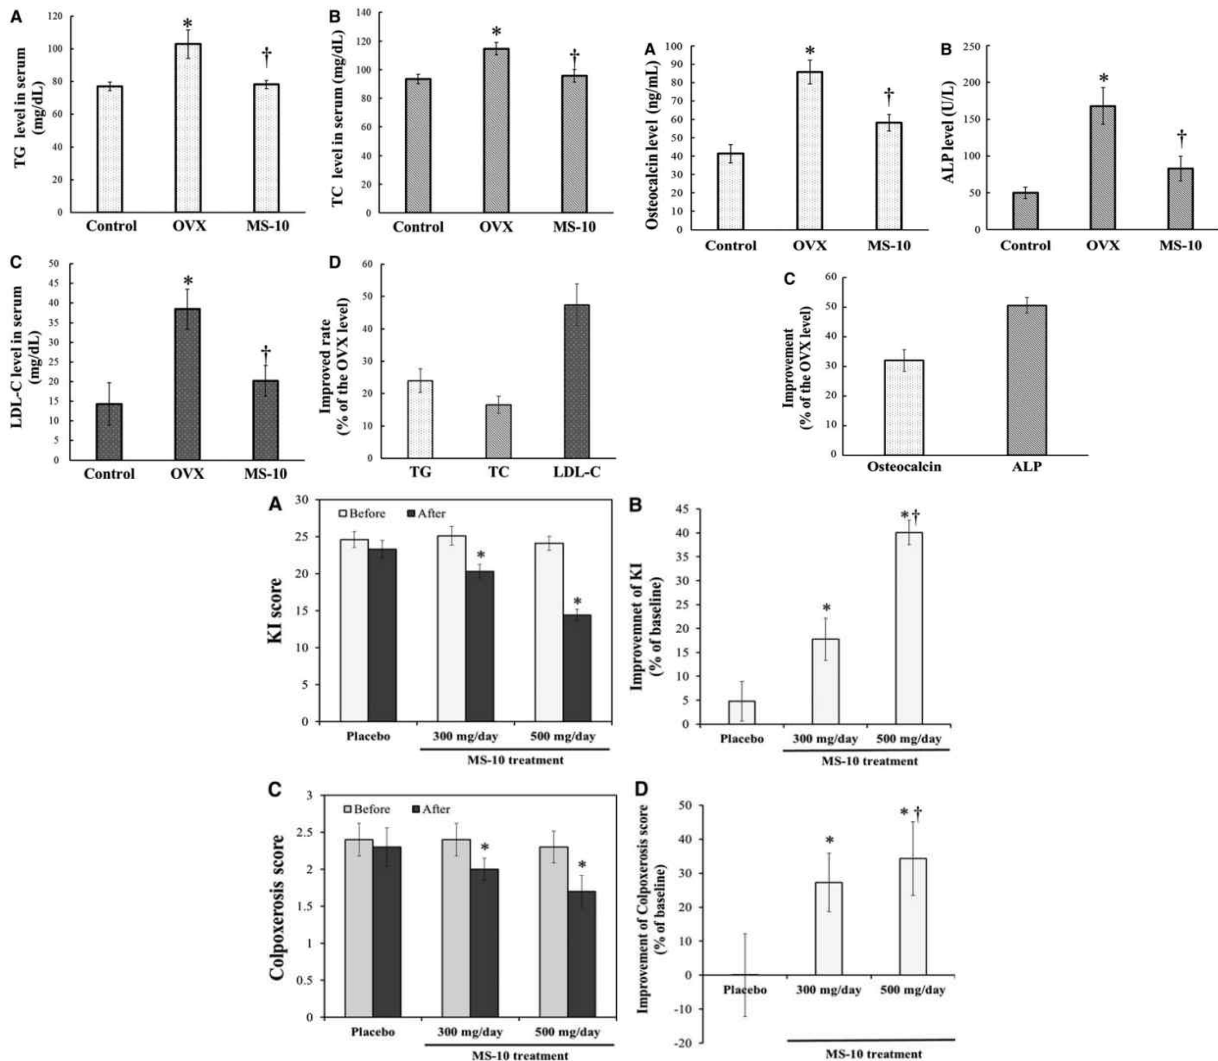 A
TG level in serum
(mg/dL)
120
100
80
60
40
20
0
Control OVX MS-10
*
†
B
TC level in serum (mg/dL)
140
120
100
80
60
40
20
0
Control OVX MS-10
*
†
A
Osteocalcin level (ng/mL)
100
90
80
70
60
50
40
30
20
10
0
Control OVX MS-10
*
†
B
ALP level (U/L)
250
200
150
100
50
0
Control OVX MS-10
*
†
C
LDL-C level in serum
(mg/dL)
50
45
40
35
30
25
20
15
10
5
0
Control OVX MS-10
*
†
D
Improved rate
(% of the OVX level)
60
50
40
30
20
10
0
TG TC LDL-C
C
Improvement
(% of the OVX level)
60
50
40
30
20
10
0
Osteocalcin ALP
A
KI score
30
25
20
15
10
5
0
Before After
*
*
Placebo 300 mg/day 500 mg/day
MS-10 treatment
B
Improvemnet of KI
(% of baseline)
45
40
35
30
25
20
15
10
5
0
*
*†
Placebo 300 mg/day 500 mg/day
MS-10 treatment
C
Colpoxerosis score
3
2.5
2
1.5
1
0.5
0
Before After
*
*
Placebo 300 mg/day 500 mg/day
MS-10 treatment
D
Improvement of Colpoxerosis score
(% of baseline)
50
40
30
20
10
0
-10
-20
*
*†
Placebo 300 mg/day 500 mg/day
MS-10 treatment